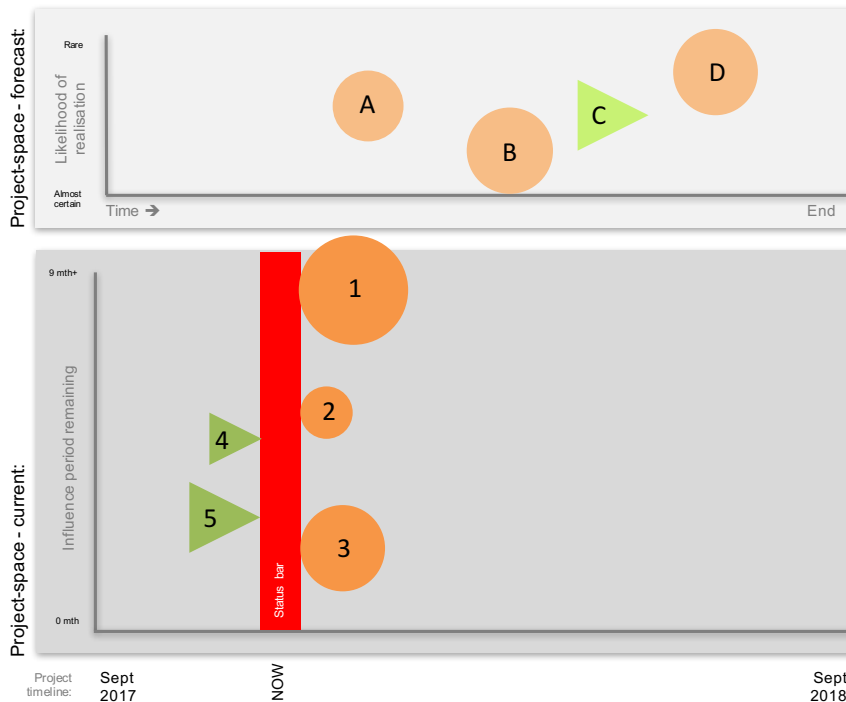 Project-space - forecast:
Rare
Likelihood of
realisation
Almost
certain
A
B
C
D
Time →
End
Project-space - current:
9 mth+
Influence period remaining
0 mth
1
2
3
4
5
Status bar
Project
timeline:
Sept
2017
NOW
Sept
2018